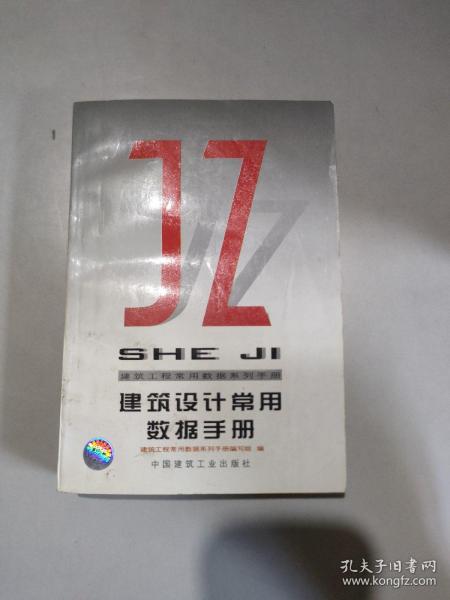 JZ
JZ
SHE JI
建筑工程常用数据系列手册
建筑设计常用
数据手册
建筑工程常用数据系列手册编写组 编
中国建筑工业出版社
孔夫子旧书网
www.kongfz.com